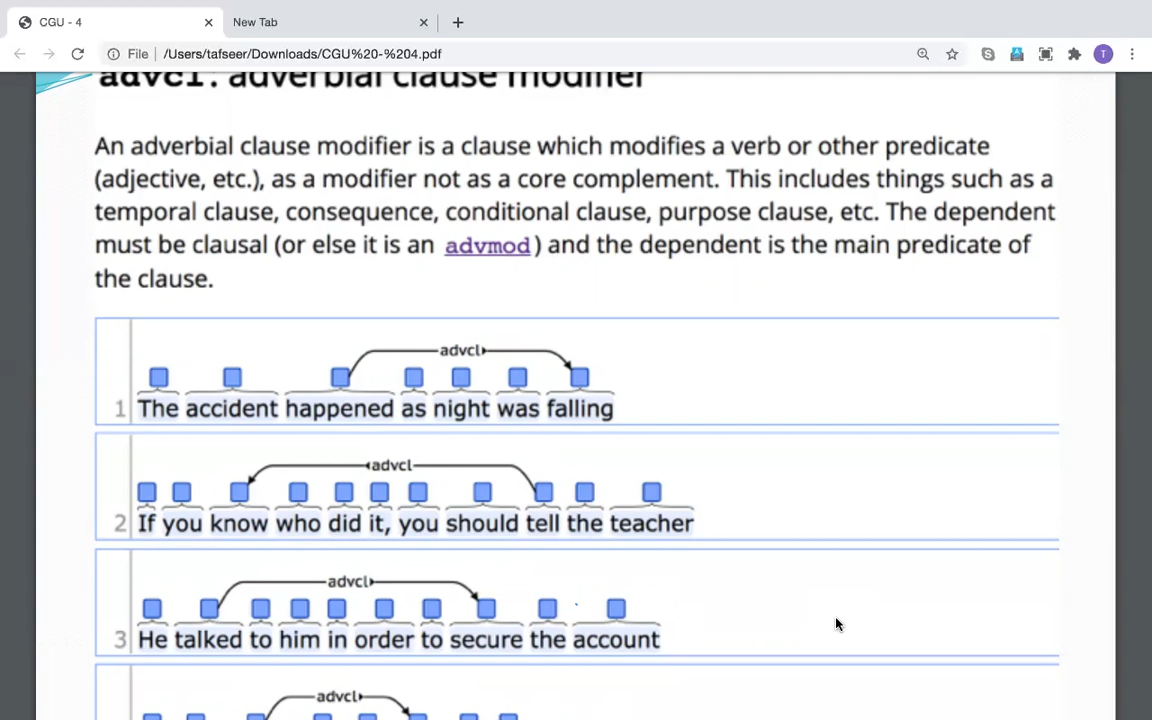 CGU - 4
New Tab
File
/Users/tafseer/Downloads/CGU%20-%204.pdf
T
advcl: adverbial clause modifier
An adverbial clause modifier is a clause which modifies a verb or other predicate
(adjective, etc.), as a modifier not as a core complement. This includes things such as a
temporal clause, consequence, conditional clause, purpose clause, etc. The dependent
must be clausal (or else it is an advmod) and the dependent is the main predicate of
the clause.
advcl
1 The accident happened as night was falling
advcl
2 If you know who did it, you should tell the teacher
advcl
3 He talked to him in order to secure the account
advcl